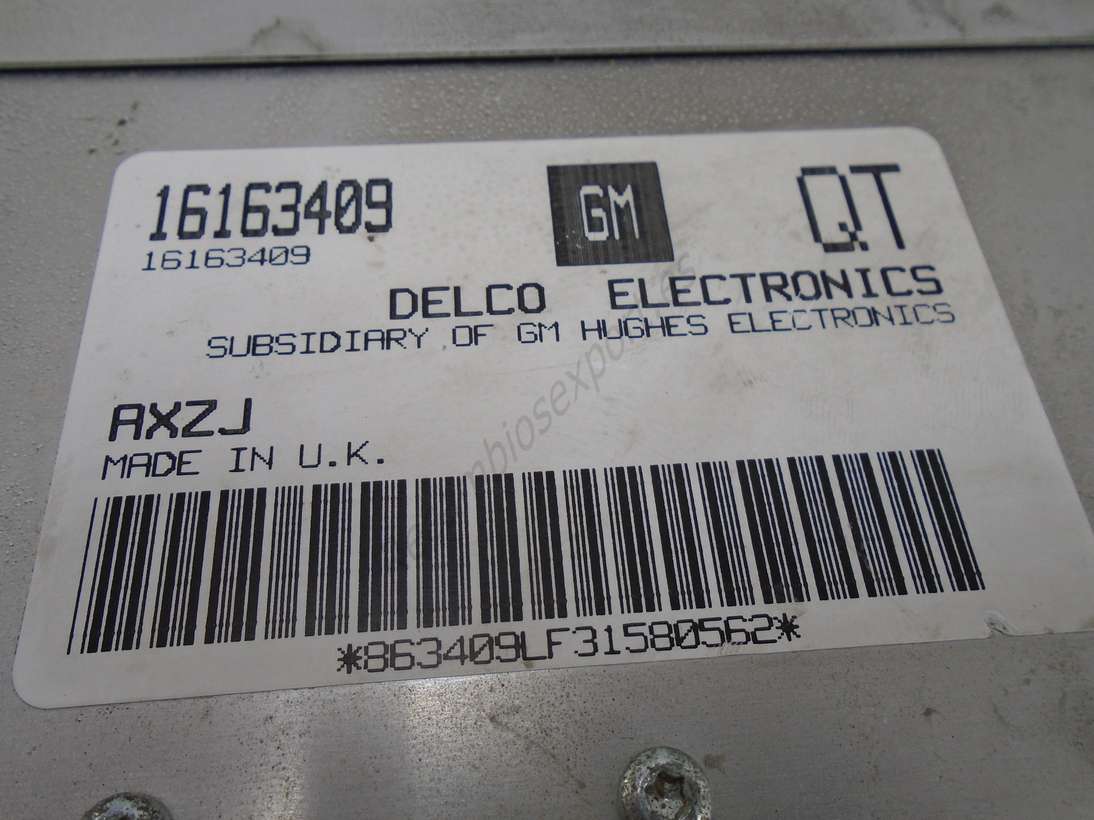 16163409
16163409
GM
QT
DELCO ELECTRONICS
SUBSIDIARY OF GM HUGHES ELECTRONICS
AXZJ
MADE IN U.K.
*863409LF31580562*